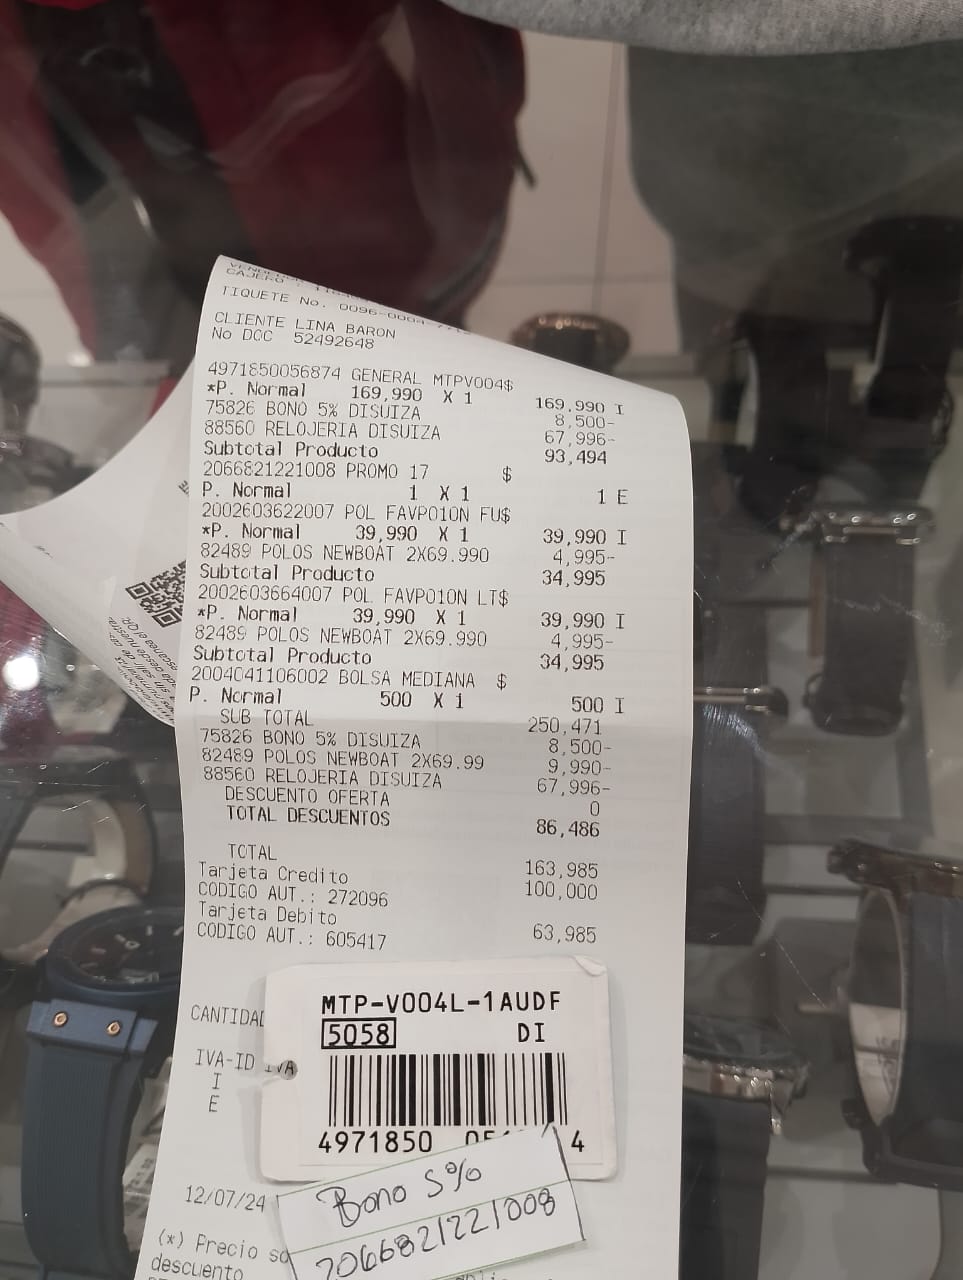 CAJERO :
TIQUETE No. 0096-0004-
CLIENTE LINA BARON
No DOC 52492648
4971850056874 GENERAL MTPV004$
*P. Normal 169,990 X 1 169,990 I
75826 BONO 5% DISUIZA 8,500-
88560 RELOJERIA DISUIZA 67,996-
Subtotal Producto 93,494
2066821221008 PROMO 17 $
P. Normal 1 X 1 1 E
2002603622007 POL FAVPO10N FU$
*P. Normal 39,990 X 1 39,990 I
82489 POLOS NEWBOAT 2X69.990 4,995-
Subtotal Producto 34,995
2002603664007 POL FAVPO10N LT$
*P. Normal 39,990 X 1 39,990 I
82489 POLOS NEWBOAT 2X69.990 4,995-
Subtotal Producto 34,995
2004041106002 BOLSA MEDIANA $
P. Normal 500 X 1 500 I
SUB TOTAL 250,471
75826 BONO 5% DISUIZA 8,500-
82489 POLOS NEWBOAT 2X69.99 9,990-
88560 RELOJERIA DISUIZA 67,996-
DESCUENTO OFERTA 0
TOTAL DESCUENTOS 86,486
TOTAL 163,985
Tarjeta Credito 100,000
CODIGO AUT.: 272096
Tarjeta Debito 63,985
CODIGO AUT.: 605417
MTP-V004L-1AUDF
5058 DI
4971850 4
IVA-ID IVA
I
E
12/07/24
Bono 5%
2066821221008
(*) Precio
descuento